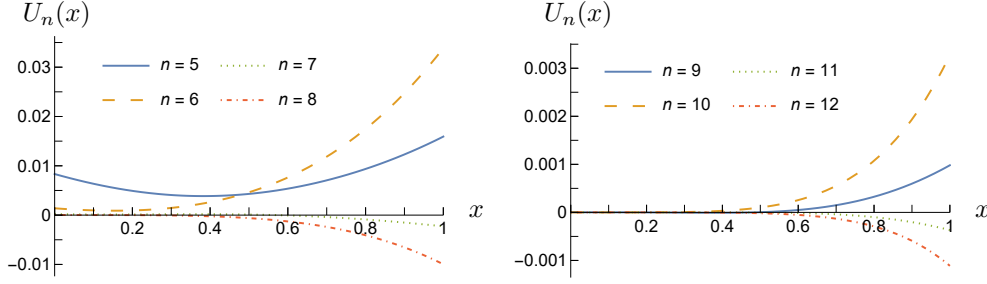 U_n(x)
0.03
0.02
0.01
0
−0.01
n = 5
n = 7
n = 6
n = 8
0.2
0.4
0.6
0.8
1
x
U_n(x)
0.003
0.002
0.001
0
−0.001
n = 9
n = 11
n = 10
n = 12
0.2
0.4
0.6
0.8
1
x